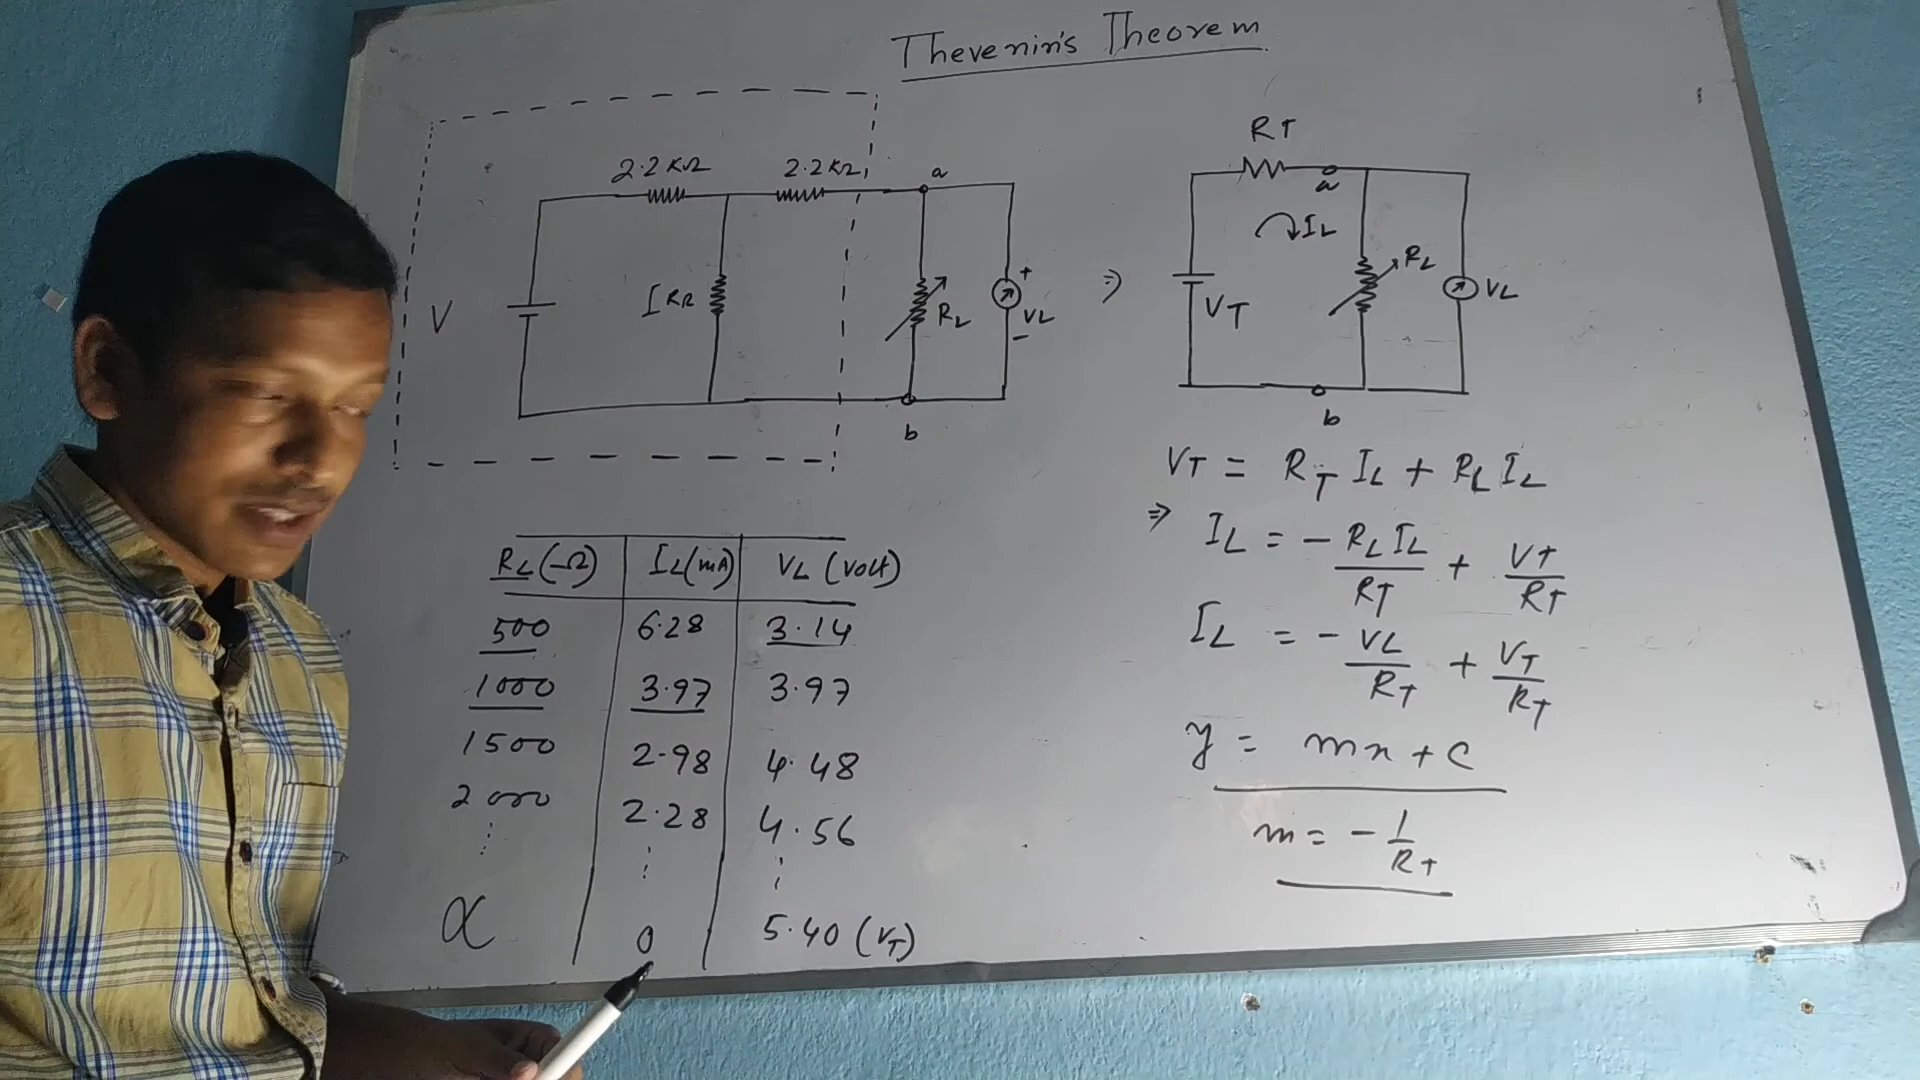 Thevenin's Theorem
2.2 KΩ
2.2 KΩ
a
V
1 KΩ
RL
+
VL
-
b
⇒
RT
a
IL
VT
RL
VL
b
RL (Ω) IL(mA) VL (volt)
500 6.28 3.14
1000 3.97 3.97
1500 2.98 4.48
2000 2.28 4.56
⋮ ⋮ ⋮
∝ 0 5.40 (VT)
VT = RT IL + RL IL
⇒ IL = - RL IL / RT + VT / RT
IL = - VL / RT + VT / RT
y = mx + c
m = - 1 / RT